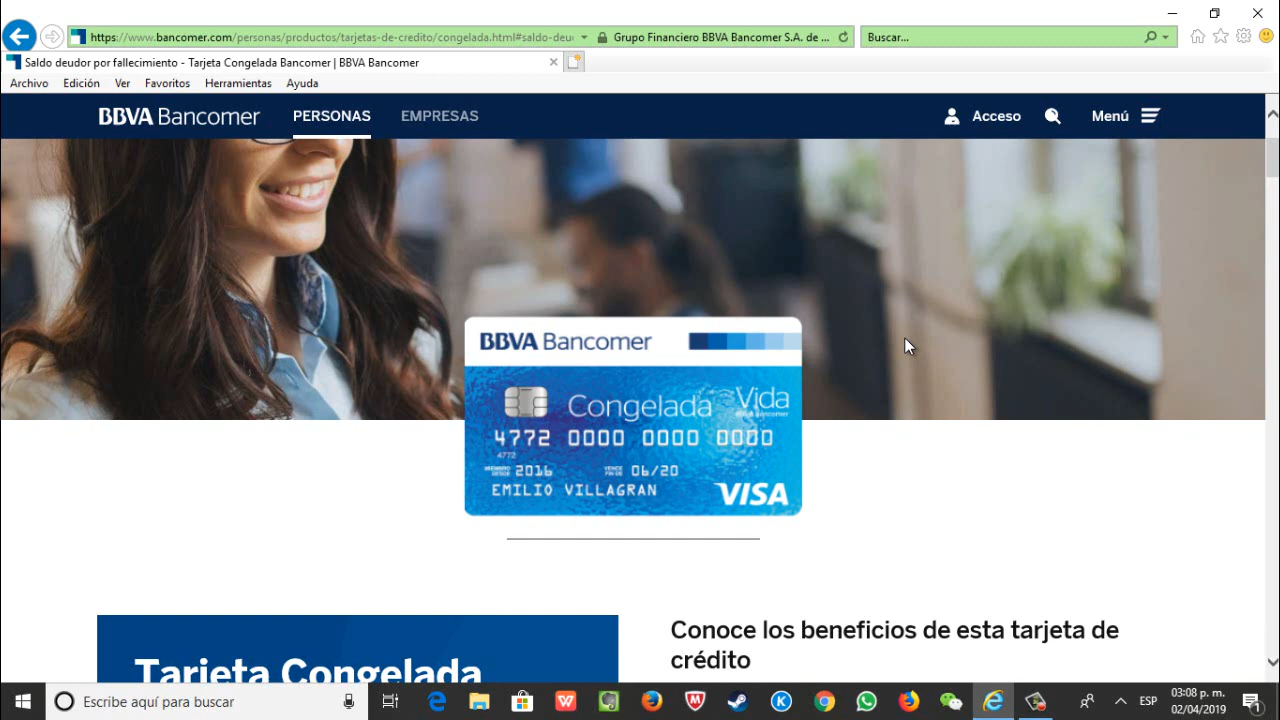 https://www.bancomer.com/personas/productos/tarjetas-de-credito/congelada.html#saldo-deu
Grupo Financiero BBVA Bancomer S.A. de ...
Buscar...
Saldo deudor por fallecimiento - Tarjeta Congelada Bancomer | BBVA Bancomer
Archivo Edición Ver Favoritos Herramientas Ayuda
BBVA Bancomer PERSONAS EMPRESAS Acceso Menú
BBVA Bancomer
Congelada Vida
4772 0000 0000 0000
4772
2016 06/20
EMILIO VILLAGRAN
VISA
Tarjeta Congelada
Conoce los beneficios de esta tarjeta de
crédito
Escribe aquí para buscar
ESP
03:08 p. m.
02/04/2019
1